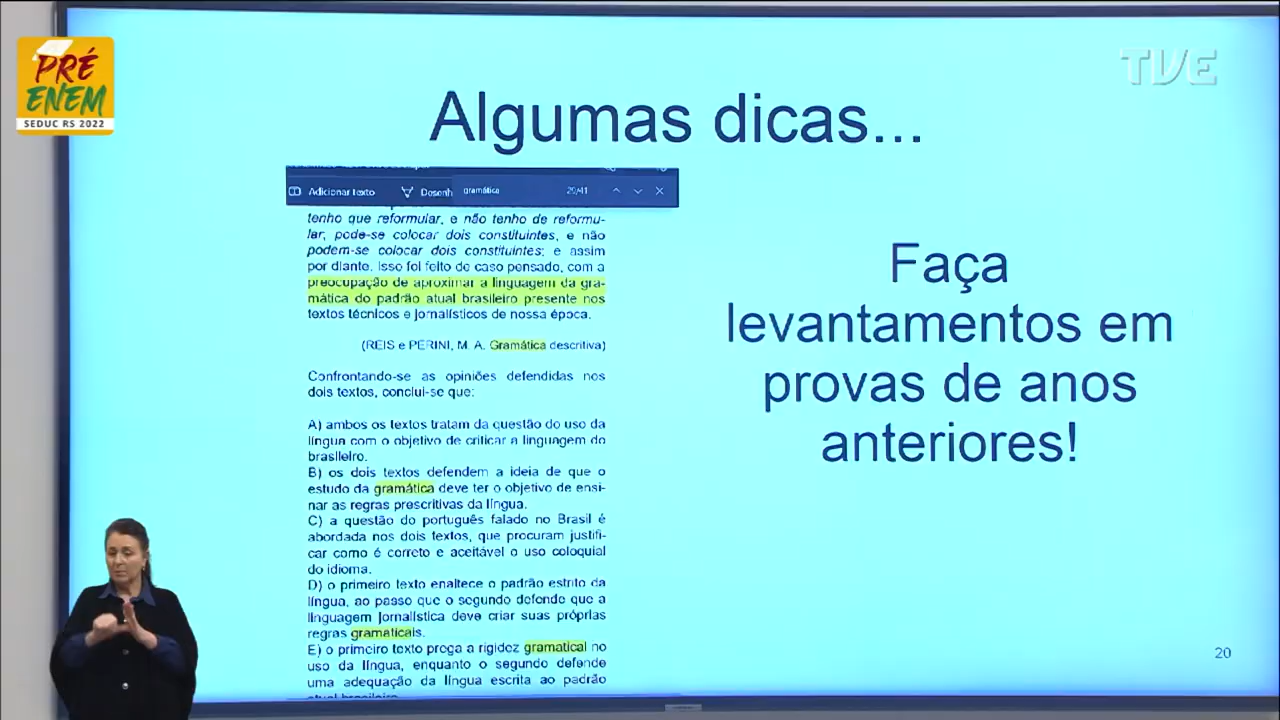 PRÉ
ENEM
SEDUC RS 2022
TVE
Algumas dicas...
Adicionar texto
Desenh
gramática
20/41
tenho que reformular, e não tenho de reformu-
lar; pode-se colocar dois constituintes, e não
podem-se colocar dois constituintes; e assim
por diante. Isso foi feito de caso pensado, com a
preocupação de aproximar a linguagem da gra-
mática do padrão atual brasileiro presente nos
textos técnicos e jornalísticos de nossa época.
(REIS e PERINI, M. A. Gramática descritiva)
Confrontando-se as opiniões defendidas nos
dois textos, conclui-se que:
A) ambos os textos tratam da questão do uso da
língua com o objetivo de criticar a linguagem do
brasileiro.
B) os dois textos defendem a ideia de que o
estudo da gramática deve ter o objetivo de ensi-
nar as regras prescritivas da língua.
C) a questão do português falado no Brasil é
abordada nos dois textos, que procuram justifi-
car como é correto e aceitável o uso coloquial
do idioma.
D) o primeiro texto enaltece o padrão estrito da
língua, ao passo que o segundo defende que a
linguagem jornalística deve criar suas próprias
regras gramaticais.
E) o primeiro texto prega a rigidez gramatical no
uso da língua, enquanto o segundo defende
uma adequação da língua escrita ao padrão
atual brasileiro.
Faça
levantamentos em
provas de anos
anteriores!
20